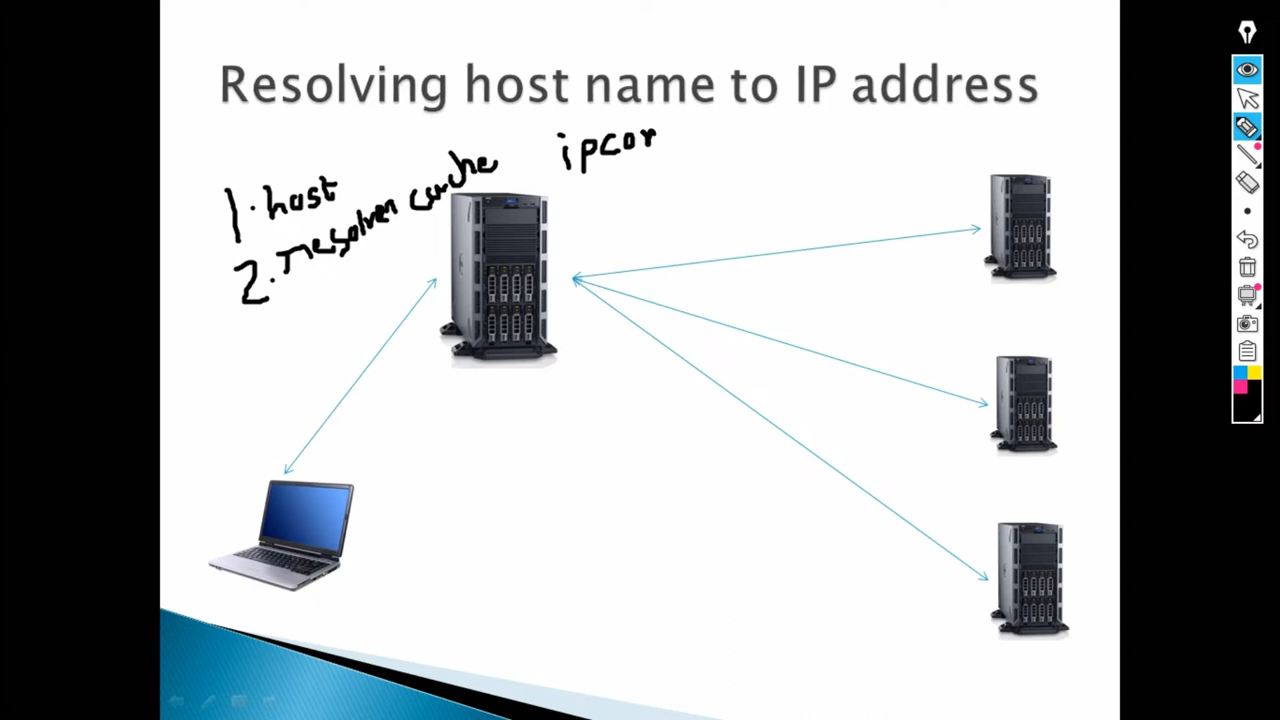 Resolving host name to IP address
ipcor
1. host
2. resolver cache